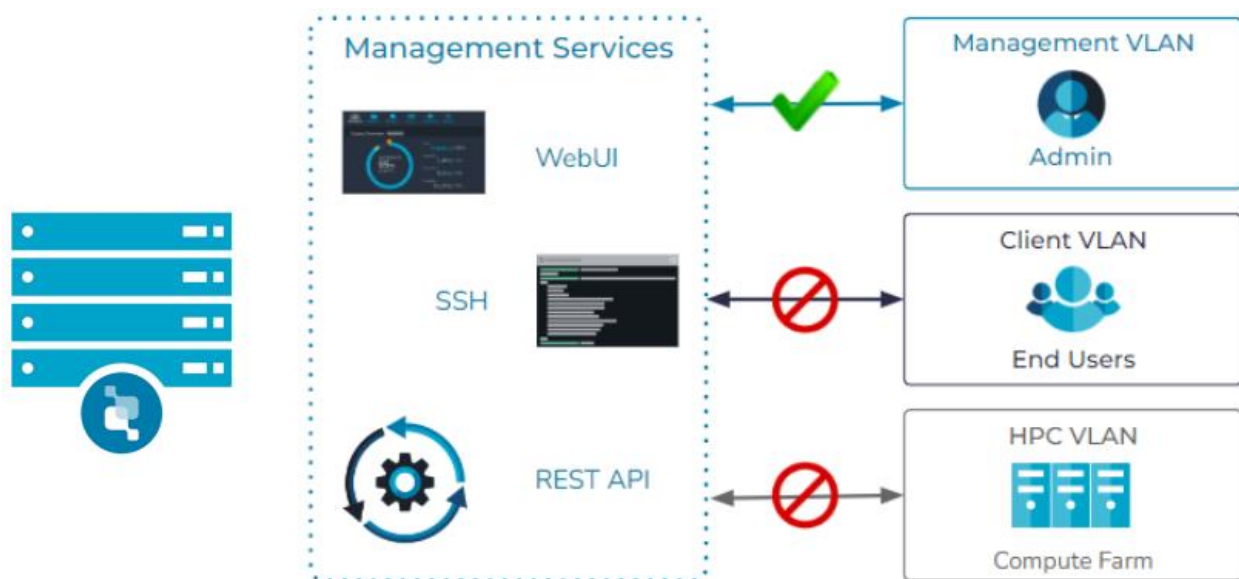 Management Services
WebUI
SSH
REST API
Management VLAN
Admin
Client VLAN
End Users
HPC VLAN
Compute Farm